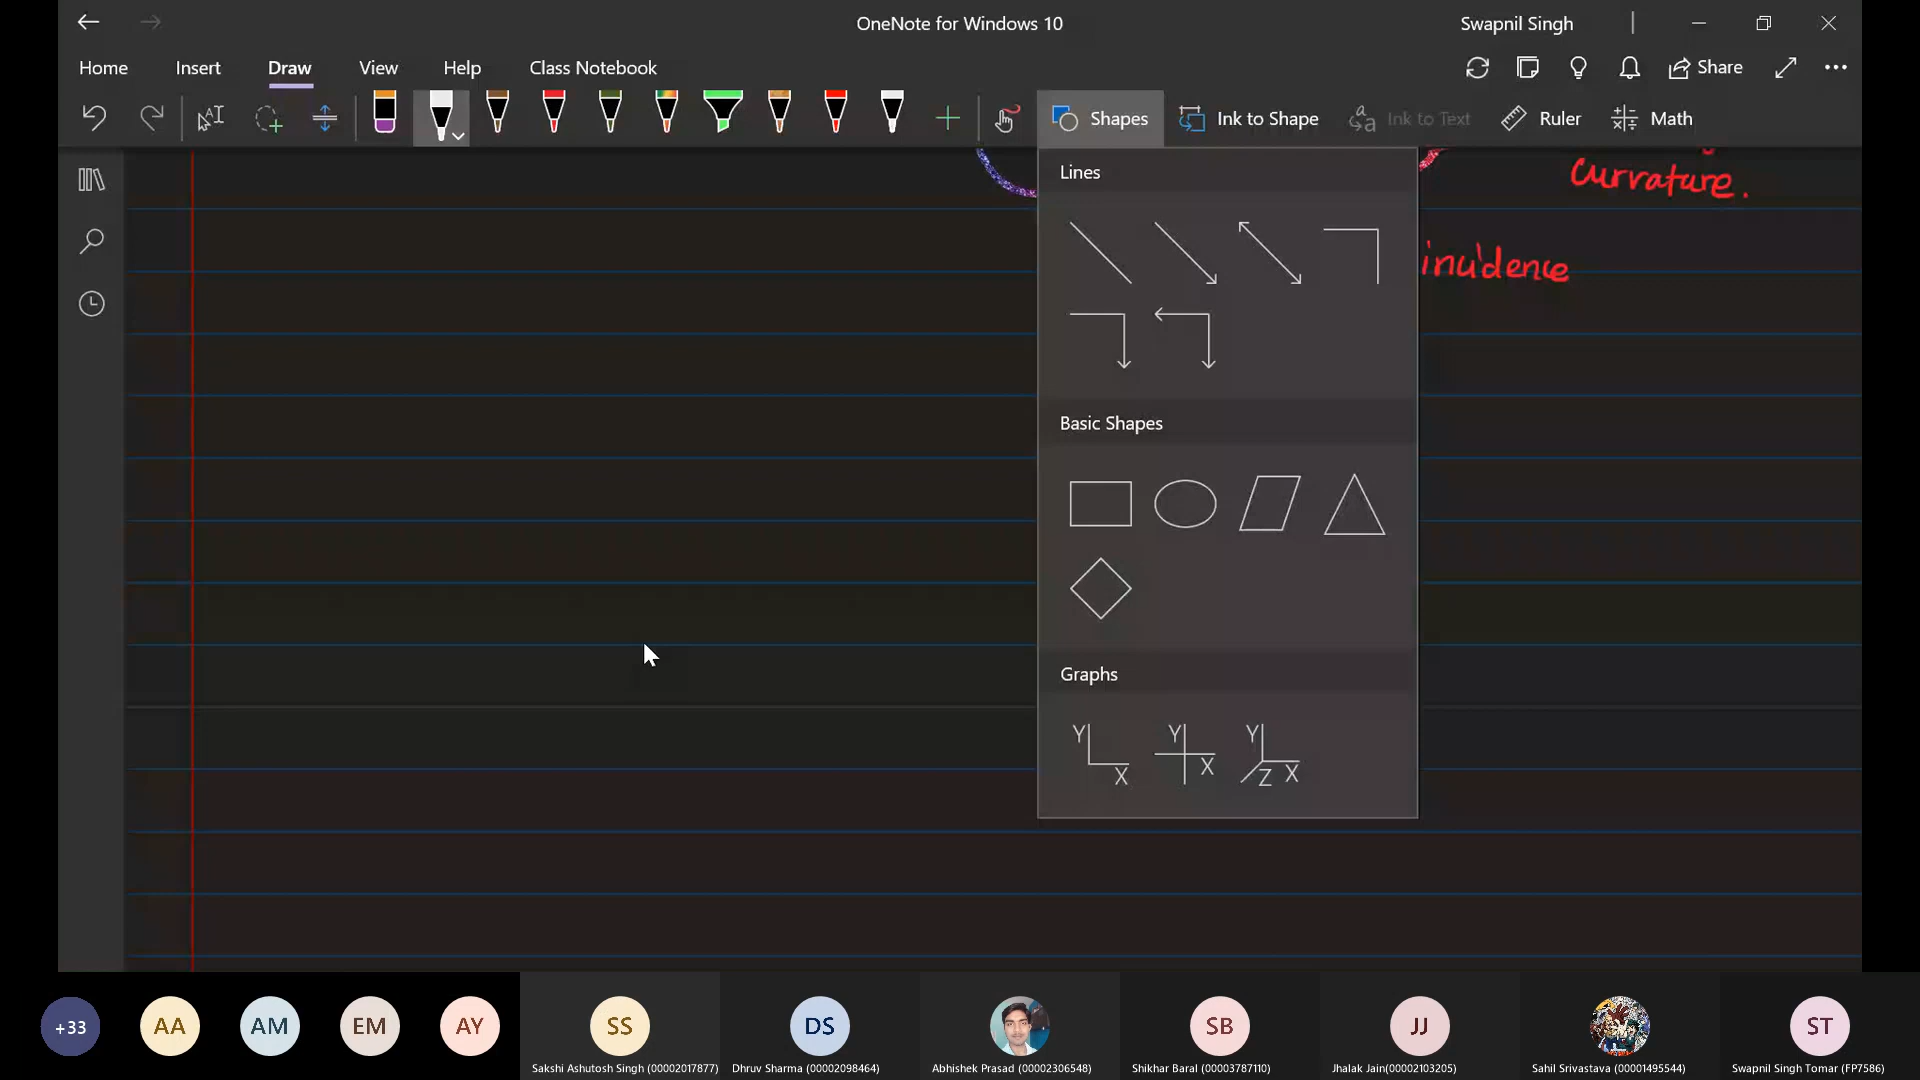 OneNote for Windows 10
Swapnil Singh
Home
Insert
Draw
View
Help
Class Notebook
Share
Shapes
Ink to Shape
Ink to Text
Ruler
Math
Lines
Basic Shapes
Graphs
Y
X
Y
X
Y
Z
X
Curvature.
incidence
+33
AA
AM
EM
AY
SS
DS
SB
JJ
ST
Sakshi Ashutosh Singh (00002017877)
Dhruv Sharma (00002098464)
Abhishek Prasad (00002306548)
Shikhar Baral (00003787110)
Jhalak Jain(00002103205)
Sahil Srivastava (00001495544)
Swapnil Singh Tomar (FP7586)